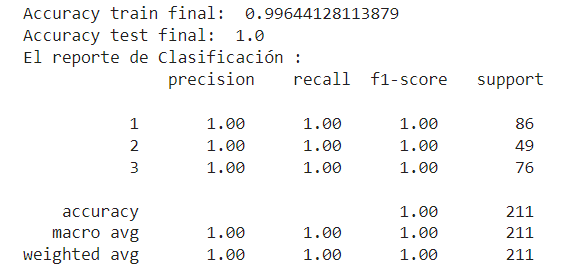 Accuracy train final:  0.99644128113879
Accuracy test final:  1.0
El reporte de Clasificación :
              precision    recall  f1-score   support

           1       1.00      1.00      1.00        86
           2       1.00      1.00      1.00        49
           3       1.00      1.00      1.00        76

    accuracy                           1.00       211
   macro avg       1.00      1.00      1.00       211
weighted avg       1.00      1.00      1.00       211